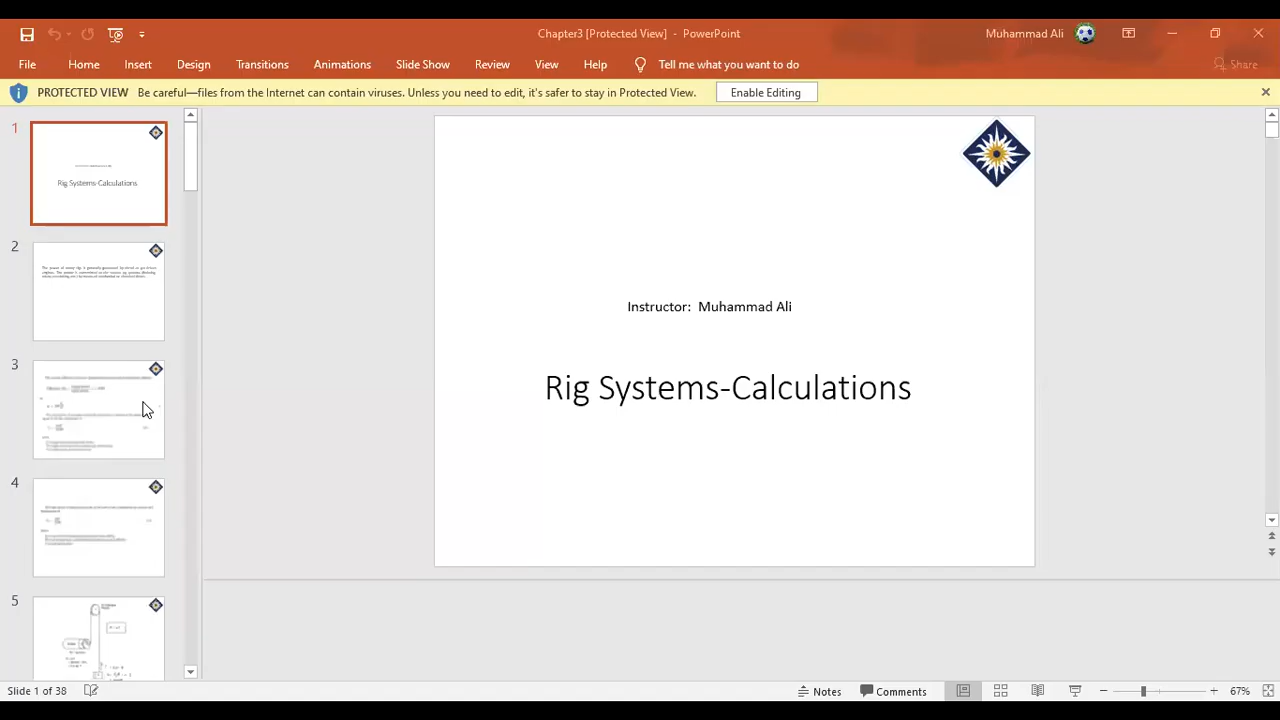 Chapter3 [Protected View] - PowerPoint
Muhammad Ali
File Home Insert Design Transitions Animations Slide Show Review View Help Tell me what you want to do Share
PROTECTED VIEW Be careful—files from the Internet can contain viruses. Unless you need to edit, it's safer to stay in Protected View. Enable Editing
1
Rig Systems-Calculations
2
3
4
5
Instructor: Muhammad Ali
Rig Systems-Calculations
Slide 1 of 38
Notes
Comments
67%